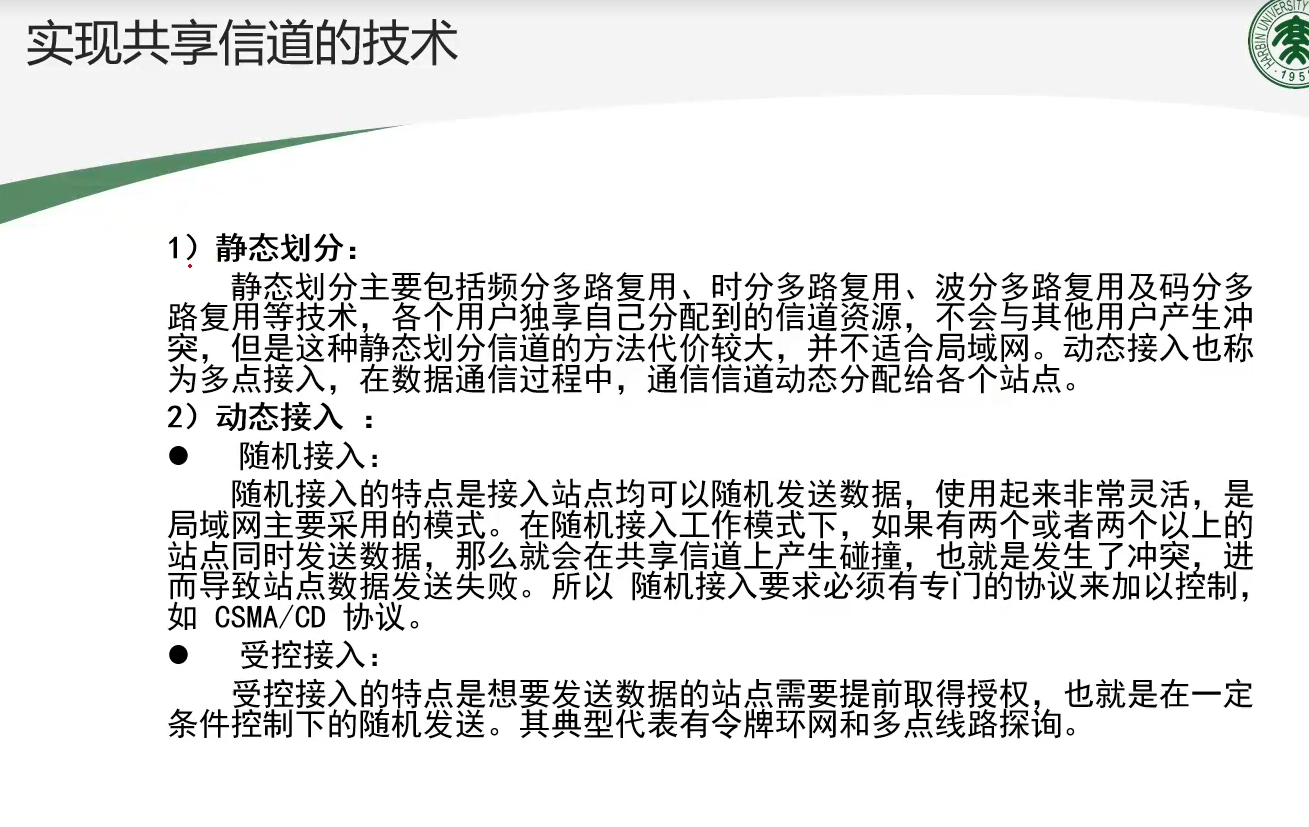 实现共享信道的技术
HARBIN UNIVERSITY
195
1）静态划分：
静态划分主要包括频分多路复用、时分多路复用、波分多路复用及码分多
路复用等技术，各个用户独享自己分配到的信道资源，不会与其他用户产生冲
突，但是这种静态划分信道的方法代价较大，并不适合局域网。动态接入也称
为多点接入，在数据通信过程中，通信信道动态分配给各个站点。
2）动态接入 ：
● 随机接入：
随机接入的特点是接入站点均可以随机发送数据，使用起来非常灵活，是
局域网主要采用的模式。在随机接入工作模式下，如果有两个或者两个以上的
站点同时发送数据，那么就会在共享信道上产生碰撞，也就是发生了冲突，进
而导致站点数据发送失败。所以 随机接入要求必须有专门的协议来加以控制，
如 CSMA/CD 协议。
● 受控接入：
受控接入的特点是想要发送数据的站点需要提前取得授权，也就是在一定
条件控制下的随机发送。其典型代表有令牌环网和多点线路探询。